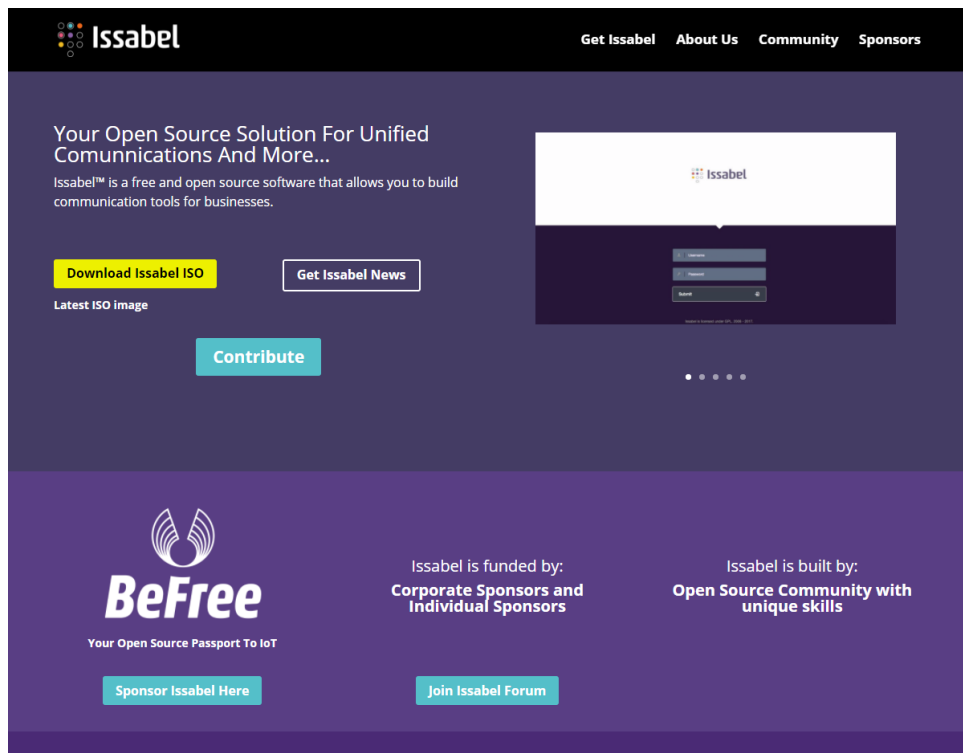 Issabel
Get Issabel About Us Community Sponsors
Your Open Source Solution For Unified
Comunnications And More...
Issabel™ is a free and open source software that allows you to build
communication tools for businesses.
Download Issabel ISO
Get Issabel News
Latest ISO image
Contribute
Issabel
Username
Password
Submit
BeFree
Your Open Source Passport To IoT
Sponsor Issabel Here
Issabel is funded by:
Corporate Sponsors and
Individual Sponsors
Join Issabel Forum
Issabel is built by:
Open Source Community with
unique skills